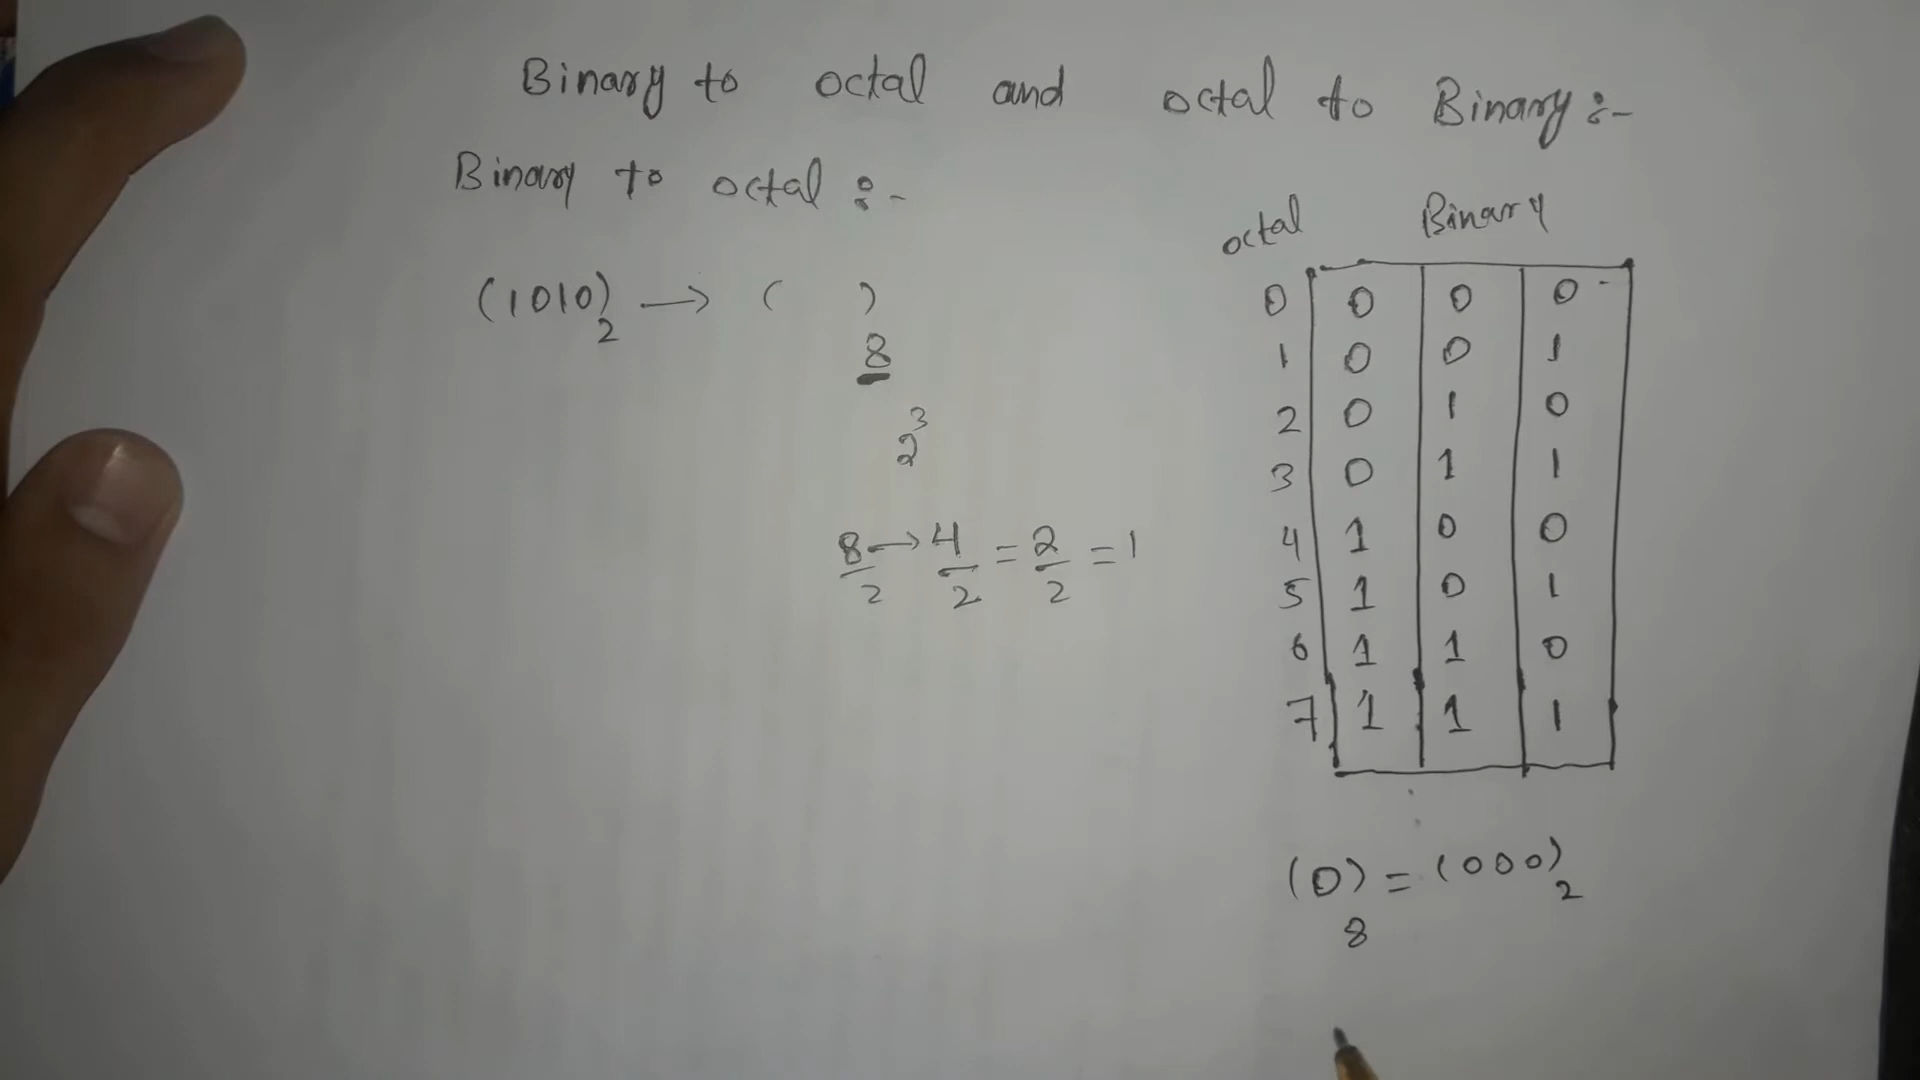 Binary to octal and octal to Binary :-
Binary to octal :-
(1010)2 → ( )8
2^3
8/2 → 4/2 = 2/2 = 1
octal Binary
0 0 0 0
1 0 0 1
2 0 1 0
3 0 1 1
4 1 0 0
5 1 0 1
6 1 1 0
7 1 1 1
(0)8 = (000)2